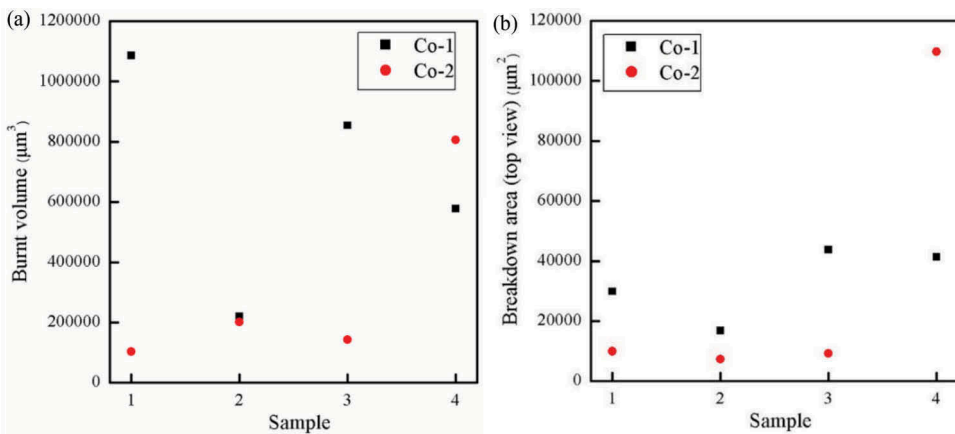 (a)
1200000
1000000
800000
600000
400000
200000
0
Burnt volume (μm³)
Co-1
Co-2
1 2 3 4
Sample
(b)
120000
100000
80000
60000
40000
20000
0
Breakdown area (top view) (μm²)
Co-1
Co-2
1 2 3 4
Sample